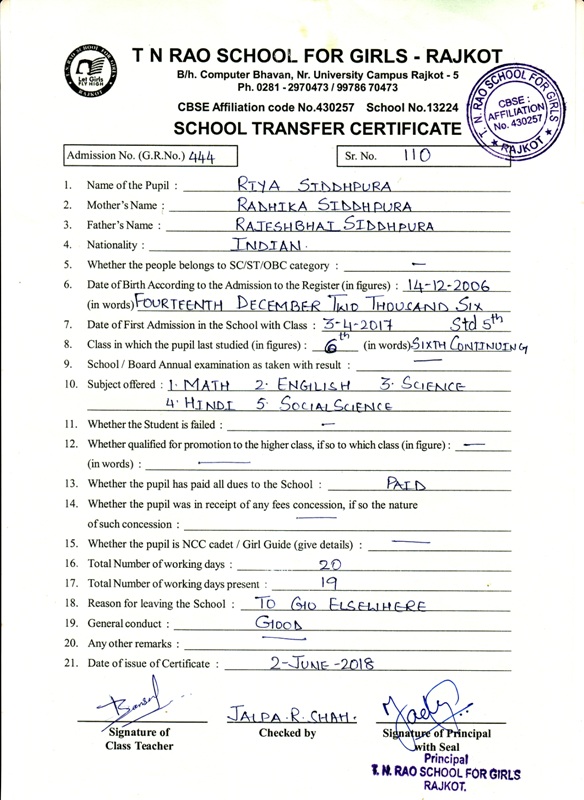 T. N. RAO SCHOOL FOR GIRLS
Let Girls
FLY HIGH
RAJKOT
T N RAO SCHOOL FOR GIRLS - RAJKOT
B/h. Computer Bhavan, Nr. University Campus Rajkot - 5
Ph. 0281 - 2970473 / 99786 70473
CBSE Affiliation code No.430257 School No.13224
SCHOOL TRANSFER CERTIFICATE
T. N. RAO SCHOOL FOR GIRLS
CBSE :
AFFILIATION
No. 430257
★ RAJKOT ★
Admission No. (G.R.No.) 444 Sr. No. 110
1. Name of the Pupil : RIYA SIDDHPURA
2. Mother's Name : RADHIKA SIDDHPURA
3. Father's Name : RAJESHBHAI SIDDHPURA
4. Nationality : INDIAN.
5. Whether the people belongs to SC/ST/OBC category : —
6. Date of Birth According to the Admission to the Register (in figures) : 14-12-2006
(in words) FOURTEENTH DECEMBER TWO THOUSAND SIX
7. Date of First Admission in the School with Class : 3-4-2017 Std 5th
8. Class in which the pupil last studied (in figures) : 6th (in words) SIXTH CONTINUING
9. School / Board Annual examination as taken with result : —
10. Subject offered : 1. MATH 2. ENGILISH 3. SCIENCE
4. HINDI 5. SOCIAL SCIENCE
11. Whether the Student is failed : —
12. Whether qualified for promotion to the higher class, if so to which class (in figure) : —
(in words) : —
13. Whether the pupil has paid all dues to the School : PAID
14. Whether the pupil was in receipt of any fees concession, if so the nature
of such concession : —
15. Whether the pupil is NCC cadet / Girl Guide (give details) : —
16. Total Number of working days : 20
17. Total Number of working days present : 19
18. Reason for leaving the School : TO GO ELSEWHERE
19. General conduct : GOOD
20. Any other remarks : —
21. Date of issue of Certificate : 2-JUNE-2018
JALPA.R.CHAH.
Signature of Class Teacher
Checked by
Signature of Principal
with Seal
Principal
T. N. RAO SCHOOL FOR GIRLS
RAJKOT.